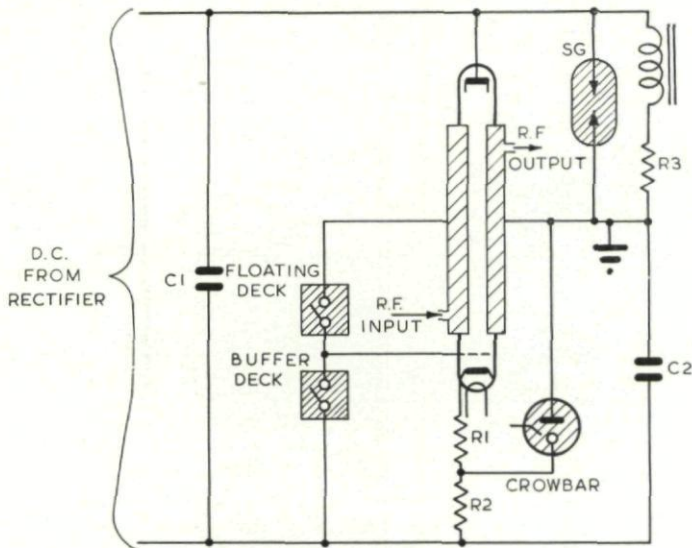 SG
R.F
OUTPUT
R3
D.C.
FROM
RECTIFIER
C1
FLOATING
DECK
R.F.
INPUT
BUFFER
DECK
C2
R1
CROWBAR
R2